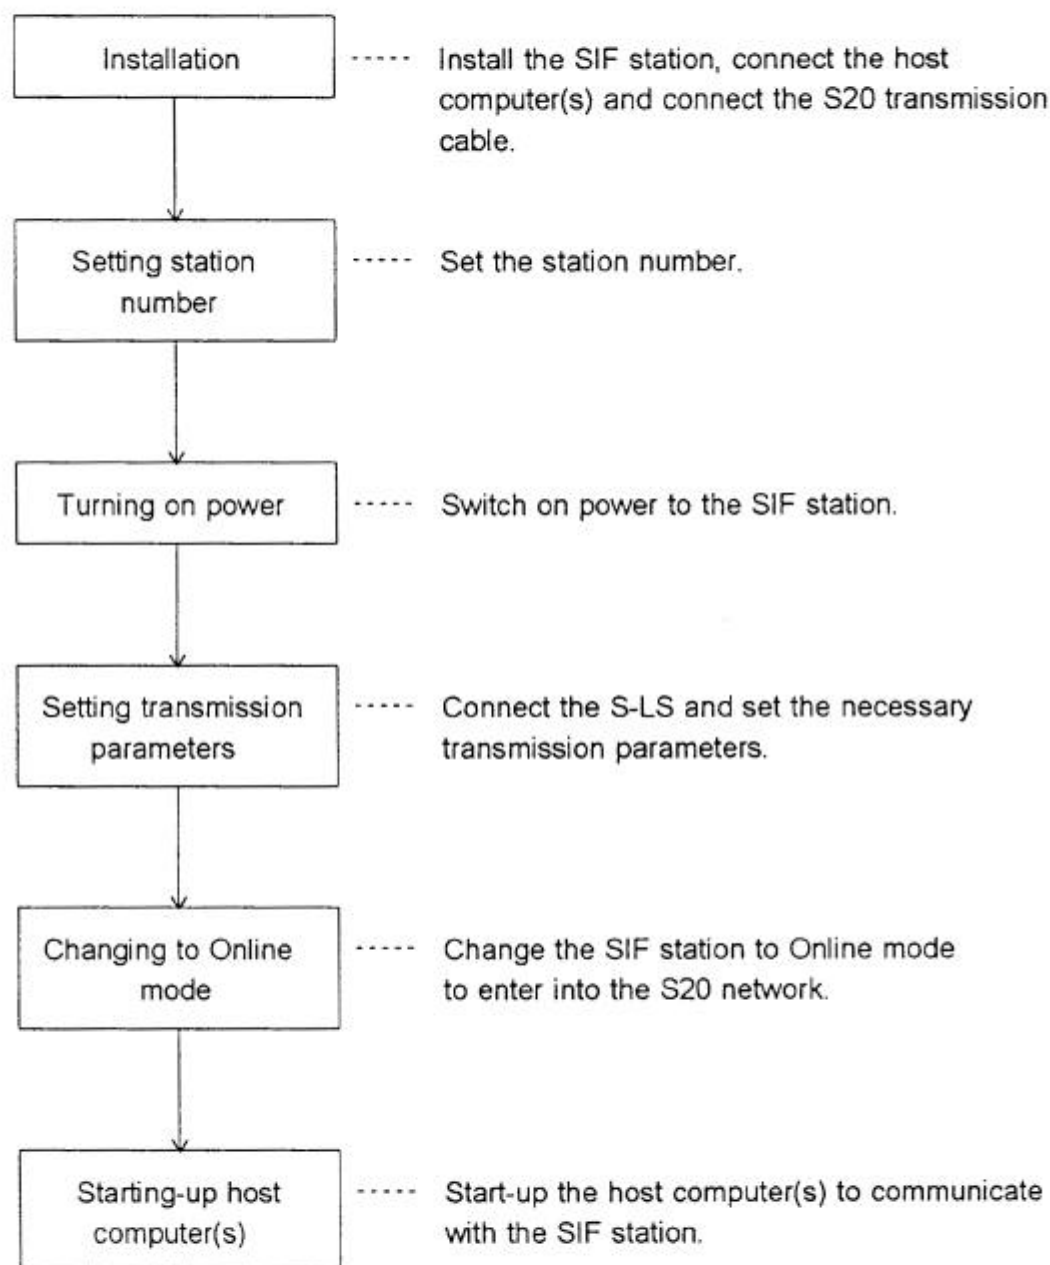 Installation ----- Install the SIF station, connect the host
computer(s) and connect the S20 transmission
cable.
Setting station ----- Set the station number.
number
Turning on power ----- Switch on power to the SIF station.
Setting transmission ----- Connect the S-LS and set the necessary
parameters transmission parameters.
Changing to Online ----- Change the SIF station to Online mode
mode to enter into the S20 network.
Starting-up host ----- Start-up the host computer(s) to communicate
computer(s) with the SIF station.